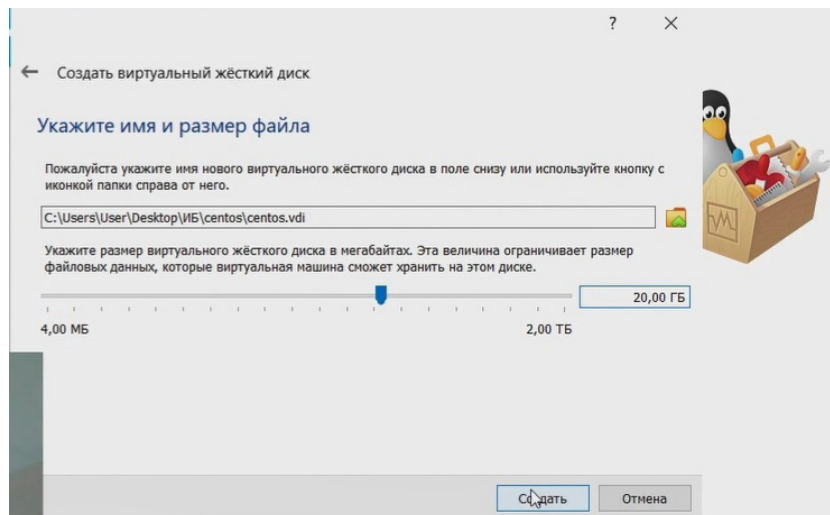 ?
Создать виртуальный жёсткий диск
Укажите имя и размер файла
Пожалуйста укажите имя нового виртуального жёсткого диска в поле снизу или используйте кнопку с
иконкой папки справа от него.
C:\Users\User\Desktop\ИБ\centos\centos.vdi
Укажите размер виртуального жёсткого диска в мегабайтах. Эта величина ограничивает размер
файловых данных, которые виртуальная машина сможет хранить на этом диске.
20,00 ГБ
4,00 МБ 2,00 ТБ
Создать Отмена